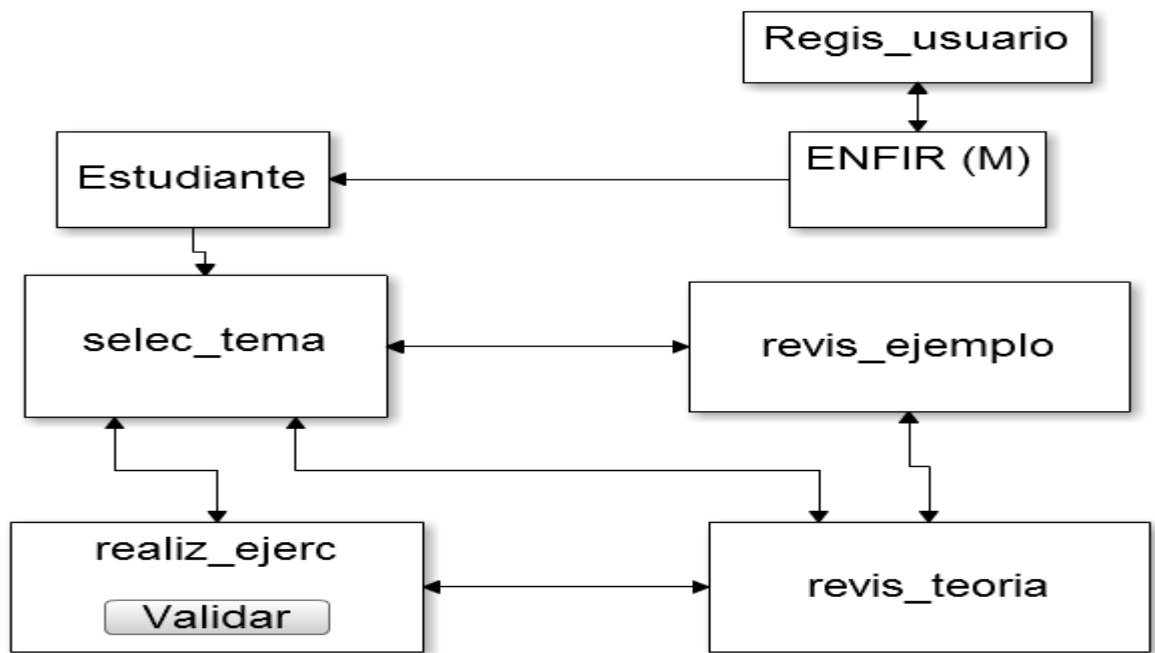 Regis_usuario
Estudiante
ENFIR (M)
selec_tema
revis_ejemplo
realiz_ejerc
Validar
revis_teoria